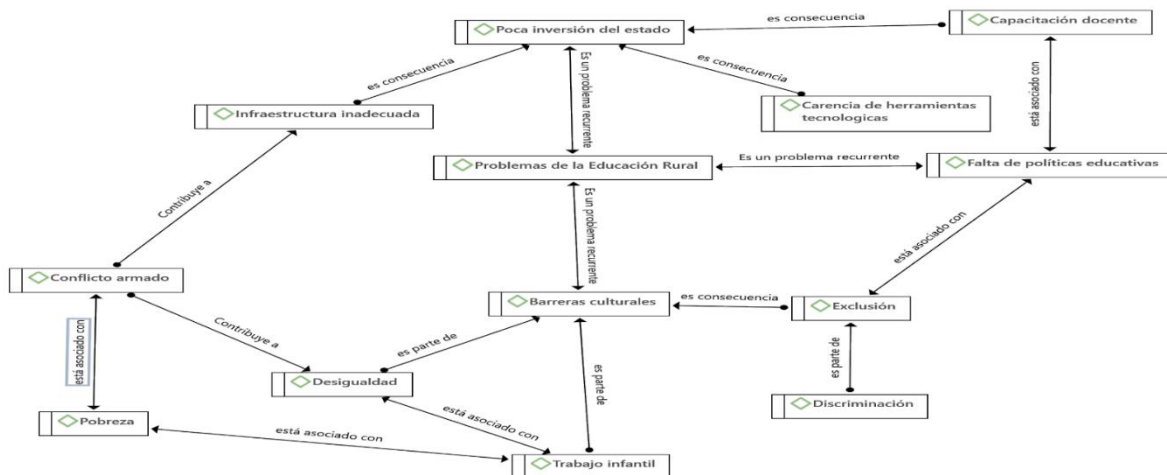 es consecuencia
Capacitación docente
Poca inversión del estado
es consecuencia
Es un problema recurrente
es consecuencia
está asociado con
Infraestructura inadecuada
Carencia de herramientas
tecnologicas
Problemas de la Educación Rural
Es un problema recurrente
Falta de políticas educativas
Contribuye a
Es un problema recurrente
está asociado con
Conflicto armado
Barreras culturales
es consecuencia
Exclusión
está asociado con
Contribuye a
es parte de
es parte de
es parte de
Desigualdad
Discriminación
Pobreza
está asociado con
está asociado con
Trabajo infantil